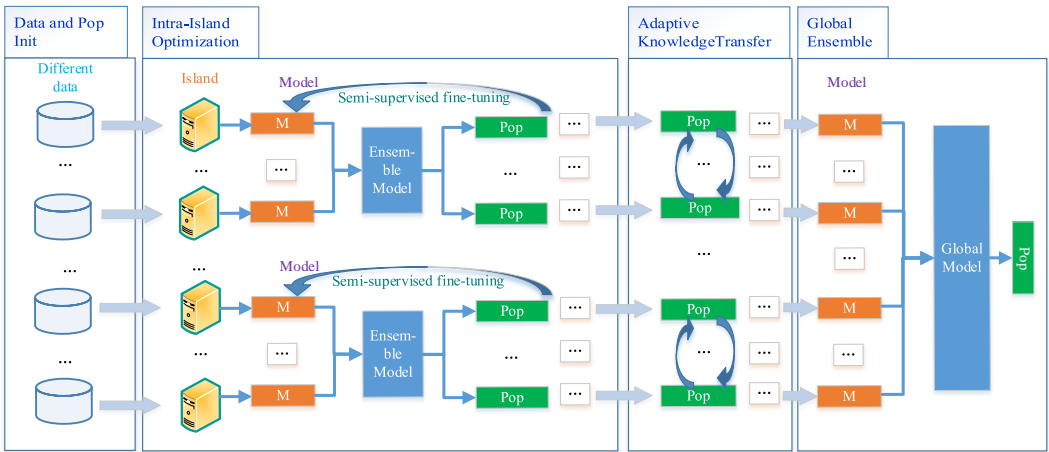 Data and Pop
Init
Intra-Island
Optimization
Adaptive
KnowledgeTransfer
Global
Ensemble
Different
data
...
...
...
Island
...
...
...
Model
Semi-supervised fine-tuning
M
...
M
Ensem-
ble
Model
Pop
...
Pop
...
...
...
Model
Semi-supervised fine-tuning
M
...
M
Ensem-
ble
Model
Pop
...
Pop
...
...
...
Pop
...
Pop
...
...
...
...
Pop
...
Pop
...
...
...
Model
M
...
M
...
M
...
M
Global
Model
Pop